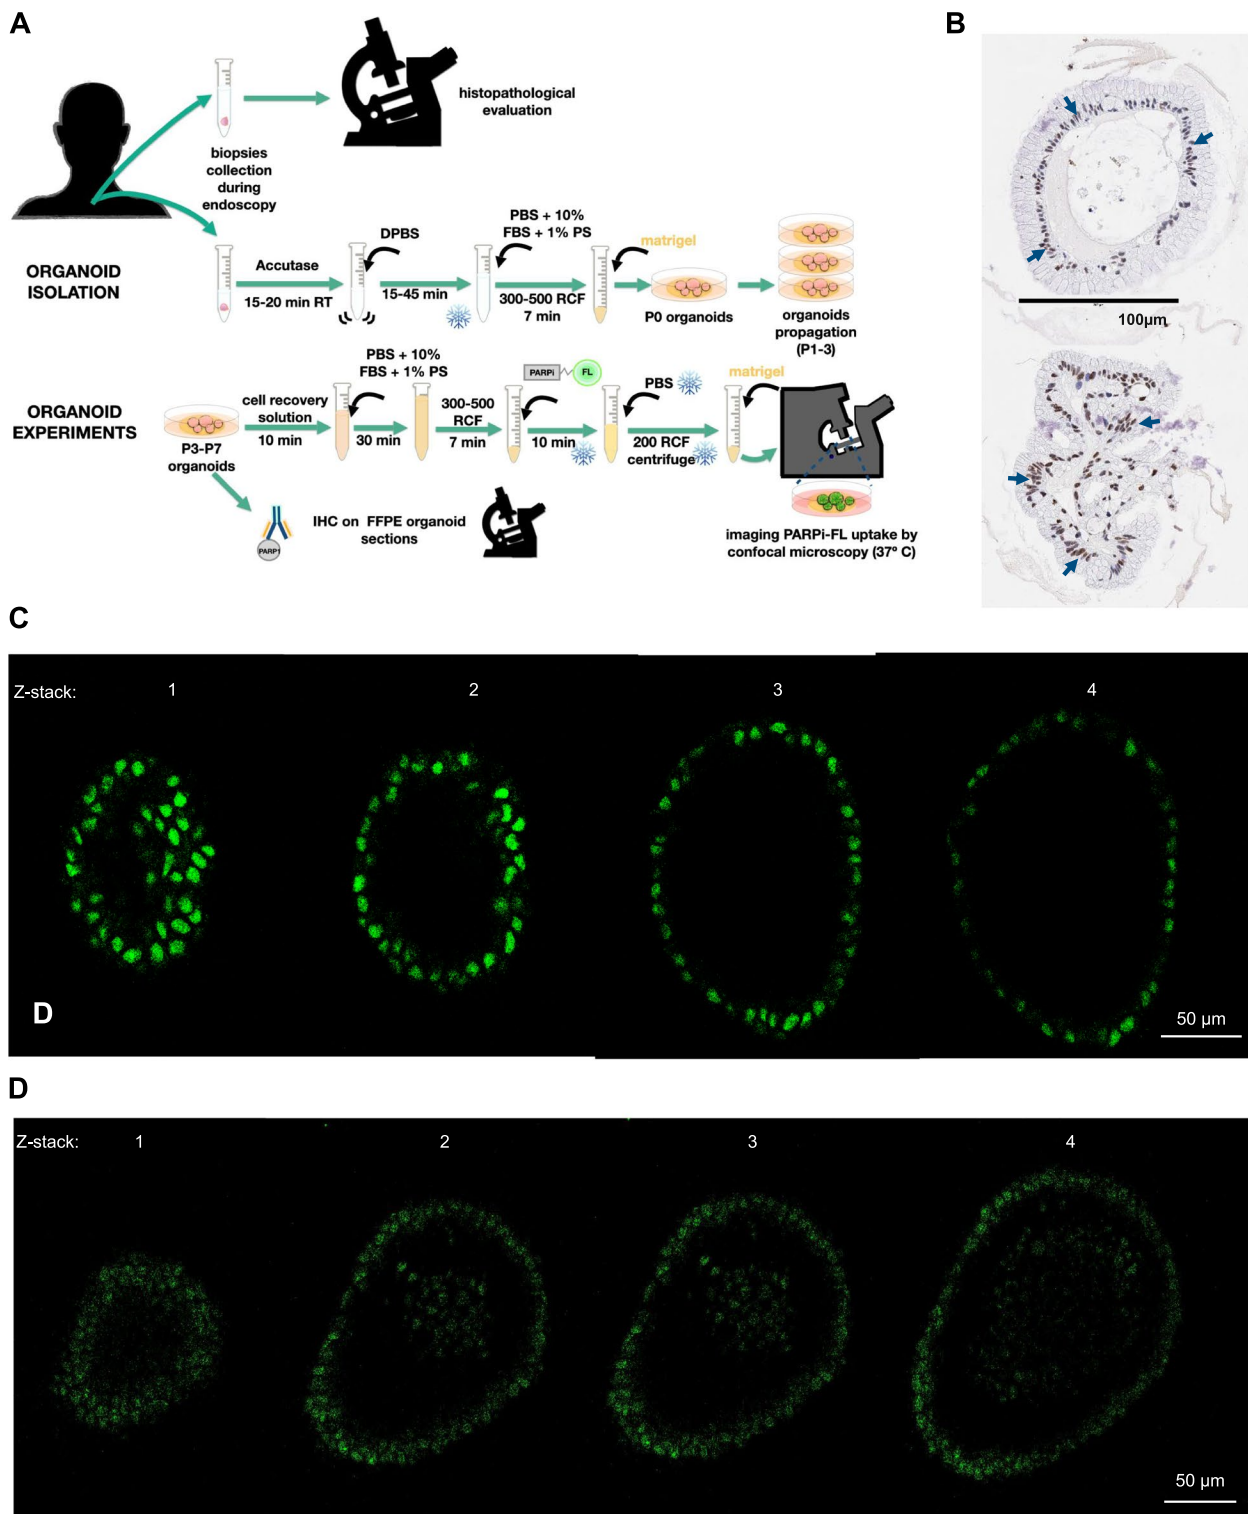 A
B
histopathological
evaluation
biopsies
collection
during
endoscopy
ORGANOID
ISOLATION
Accutase
15-20 min RT
DPBS
15-45 min
PBS + 10%
FBS + 1% PS
300-500 RCF
7 min
matrigel
P0 organoids
organoids
propagation
(P1-3)
100μm
ORGANOID
EXPERIMENTS
P3-P7
organoids
cell recovery
solution
10 min
PBS + 10%
FBS + 1% PS
30 min
300-500
RCF
7 min
PARPi
FL
10 min
PBS
200 RCF
centrifuge
matrigel
imaging PARPi-FL uptake by
confocal microscopy (37º C)
PARP1
IHC on FFPE organoid
sections
C
Z-stack: 1 2 3 4
D
50 μm
D
Z-stack: 1 2 3 4
50 μm